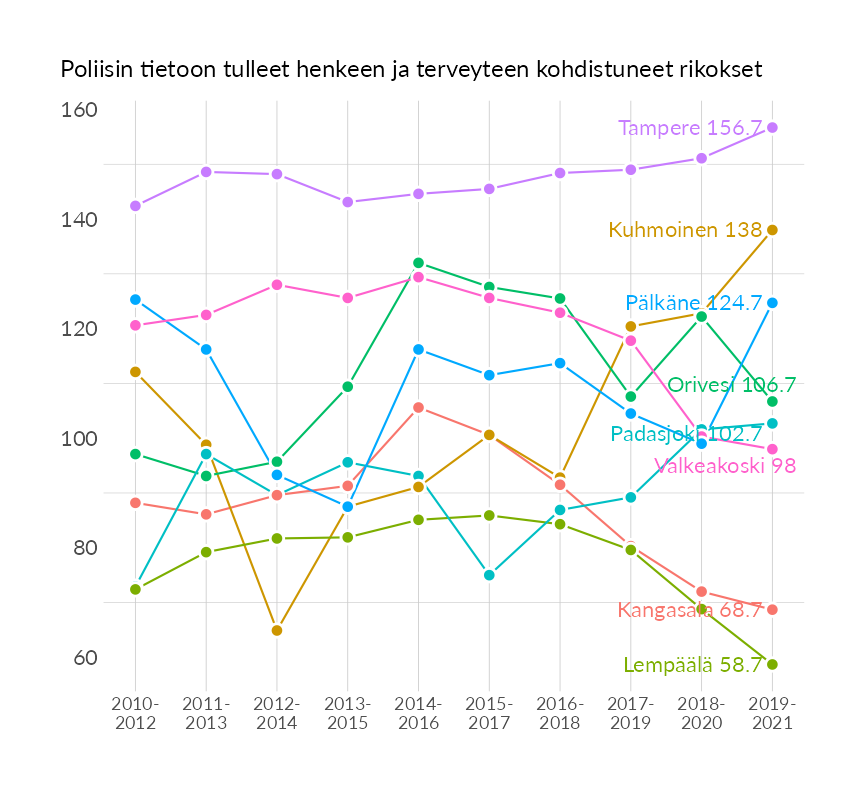 Poliisin tietoon tulleet henkeen ja terveyteen kohdistuneet rikokset
160
140
120
100
80
60
Tampere 156.7
Kuhmoinen 138
Pälkäne 124.7
Orivesi 106.7
Padasjoki 102.7
Valkeakoski 98
Kangasala 68.7
Lempäälä 58.7
2010- 2011- 2012- 2013- 2014- 2015- 2016- 2017- 2018- 2019-
2012 2013 2014 2015 2016 2017 2018 2019 2020 2021